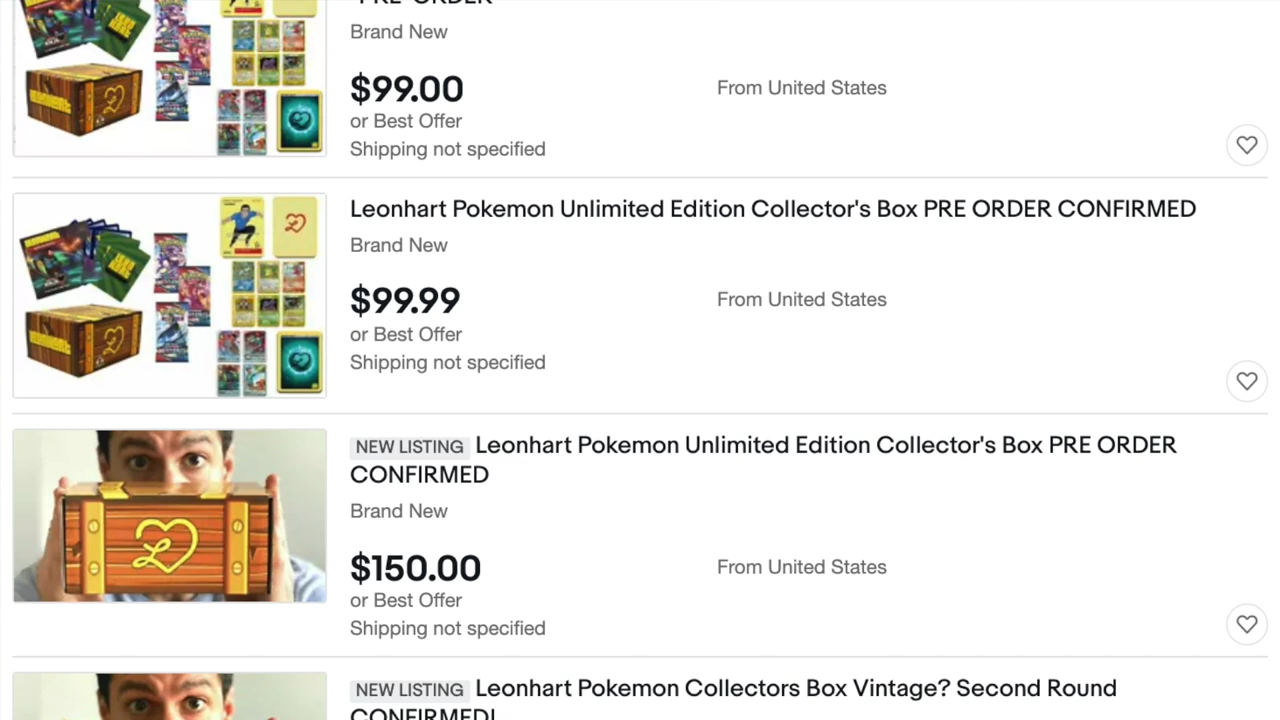 Brand New
$99.00
From United States
or Best Offer
Shipping not specified
Leonhart Pokemon Unlimited Edition Collector's Box PRE ORDER CONFIRMED
Brand New
$99.99
From United States
or Best Offer
Shipping not specified
NEW LISTING Leonhart Pokemon Unlimited Edition Collector's Box PRE ORDER
CONFIRMED
Brand New
$150.00
From United States
or Best Offer
Shipping not specified
NEW LISTING Leonhart Pokemon Collectors Box Vintage? Second Round
CONFIRMED!